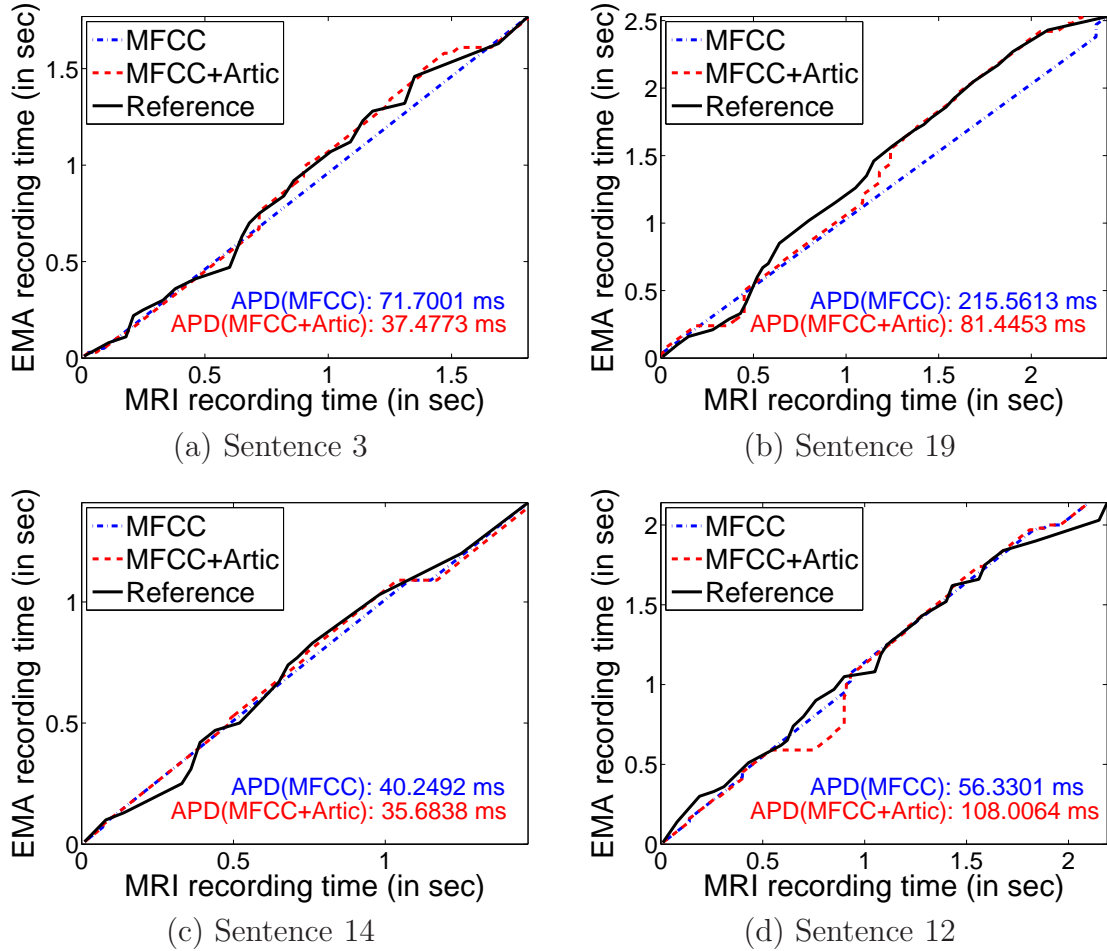 EMA recording time (in sec)
1.5
1
0.5
0
MFCC
MFCC+Artic
Reference
APD(MFCC): 71.7001 ms
APD(MFCC+Artic): 37.4773 ms
0 0.5 1 1.5
MRI recording time (in sec)
(a) Sentence 3
EMA recording time (in sec)
2.5
2
1.5
1
0.5
0
MFCC
MFCC+Artic
Reference
APD(MFCC): 215.5613 ms
APD(MFCC+Artic): 81.4453 ms
0 0.5 1 1.5 2
MRI recording time (in sec)
(b) Sentence 19
EMA recording time (in sec)
1
0.5
0
MFCC
MFCC+Artic
Reference
APD(MFCC): 40.2492 ms
APD(MFCC+Artic): 35.6838 ms
0 0.5 1
MRI recording time (in sec)
(c) Sentence 14
EMA recording time (in sec)
2
1.5
1
0.5
0
MFCC
MFCC+Artic
Reference
APD(MFCC): 56.3301 ms
APD(MFCC+Artic): 108.0064 ms
0 0.5 1 1.5 2
MRI recording time (in sec)
(d) Sentence 12